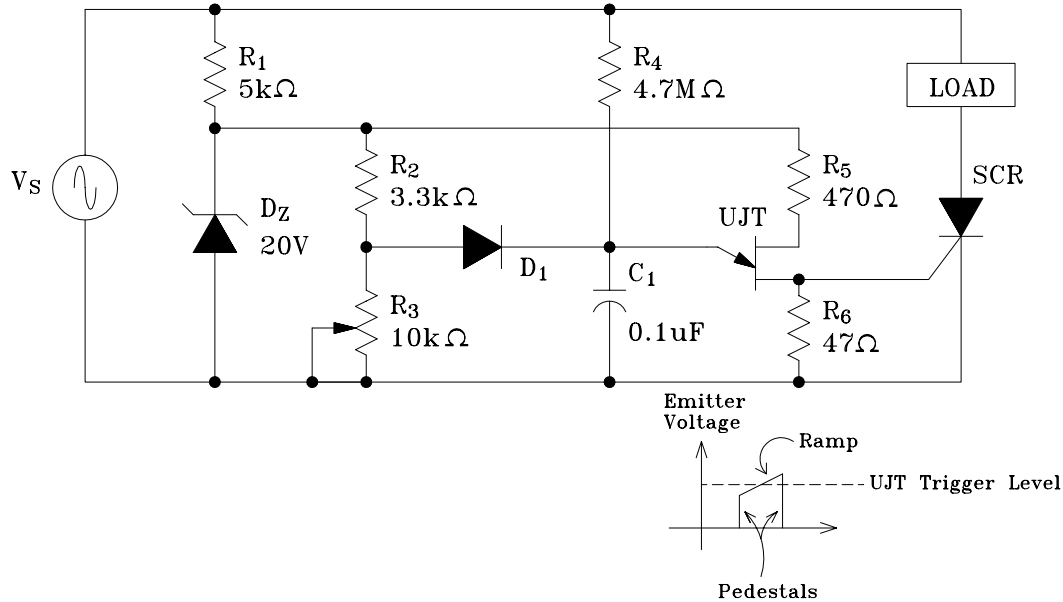 R1
5kΩ
R4
4.7MΩ
LOAD
VS
DZ
20V
R2
3.3kΩ
R5
470Ω
SCR
UJT
D1
C1
0.1uF
R3
10kΩ
R6
47Ω
Emitter
Voltage
Ramp
UJT Trigger Level
Pedestals